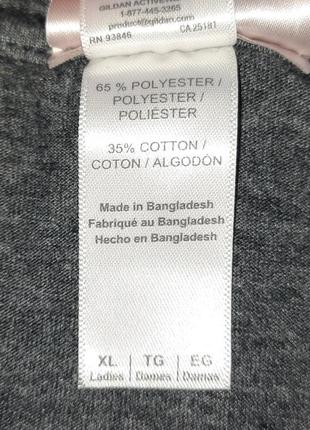 GILDAN ACTIVEWEAR
1-877-445-3265
product@gildan.com
RN 93846 CA 25181
65 % POLYESTER /
POLYESTER /
POLIÉSTER
35% COTTON /
COTON / ALGODÓN
Made in Bangladesh
Fabriqué au Bangladesh
Hecho en Bangladesh
XL TG EG
Ladies Dames Damas